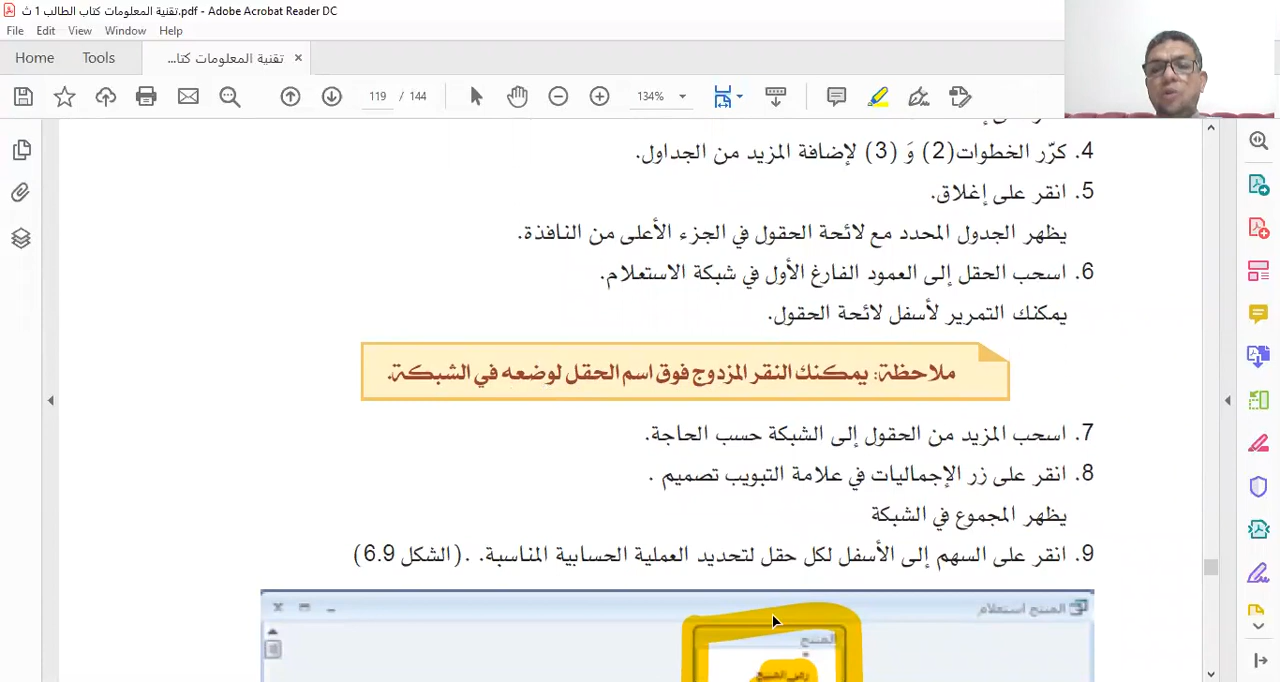 تقنية المعلومات كتاب الطالب 1 ث.pdf - Adobe Acrobat Reader DC
File Edit View Window Help
Home Tools تقنية المعلومات كتا... ×
119 / 144 134%
4. كرّر الخطوات(2) وَ (3) لإضافة المزيد من الجداول.
5. انقر على إغلاق.
يظهر الجدول المحدد مع لائحة الحقول في الجزء الأعلى من النافذة.
6. اسحب الحقل إلى العمود الفارغ الأول في شبكة الاستعلام.
يمكنك التمرير لأسفل لائحة الحقول.
ملاحظة: يمكنك النقر المزدوج فوق اسم الحقل لوضعه في الشبكة.
7. اسحب المزيد من الحقول إلى الشبكة حسب الحاجة.
8. انقر على زر الإجماليات في علامة التبويب تصميم .
يظهر المجموع في الشبكة
9. انقر على السهم إلى الأسفل لكل حقل لتحديد العملية الحسابية المناسبة. .(الشكل 6.9)
المنتج استعلام
المنتج
رقم المنتج